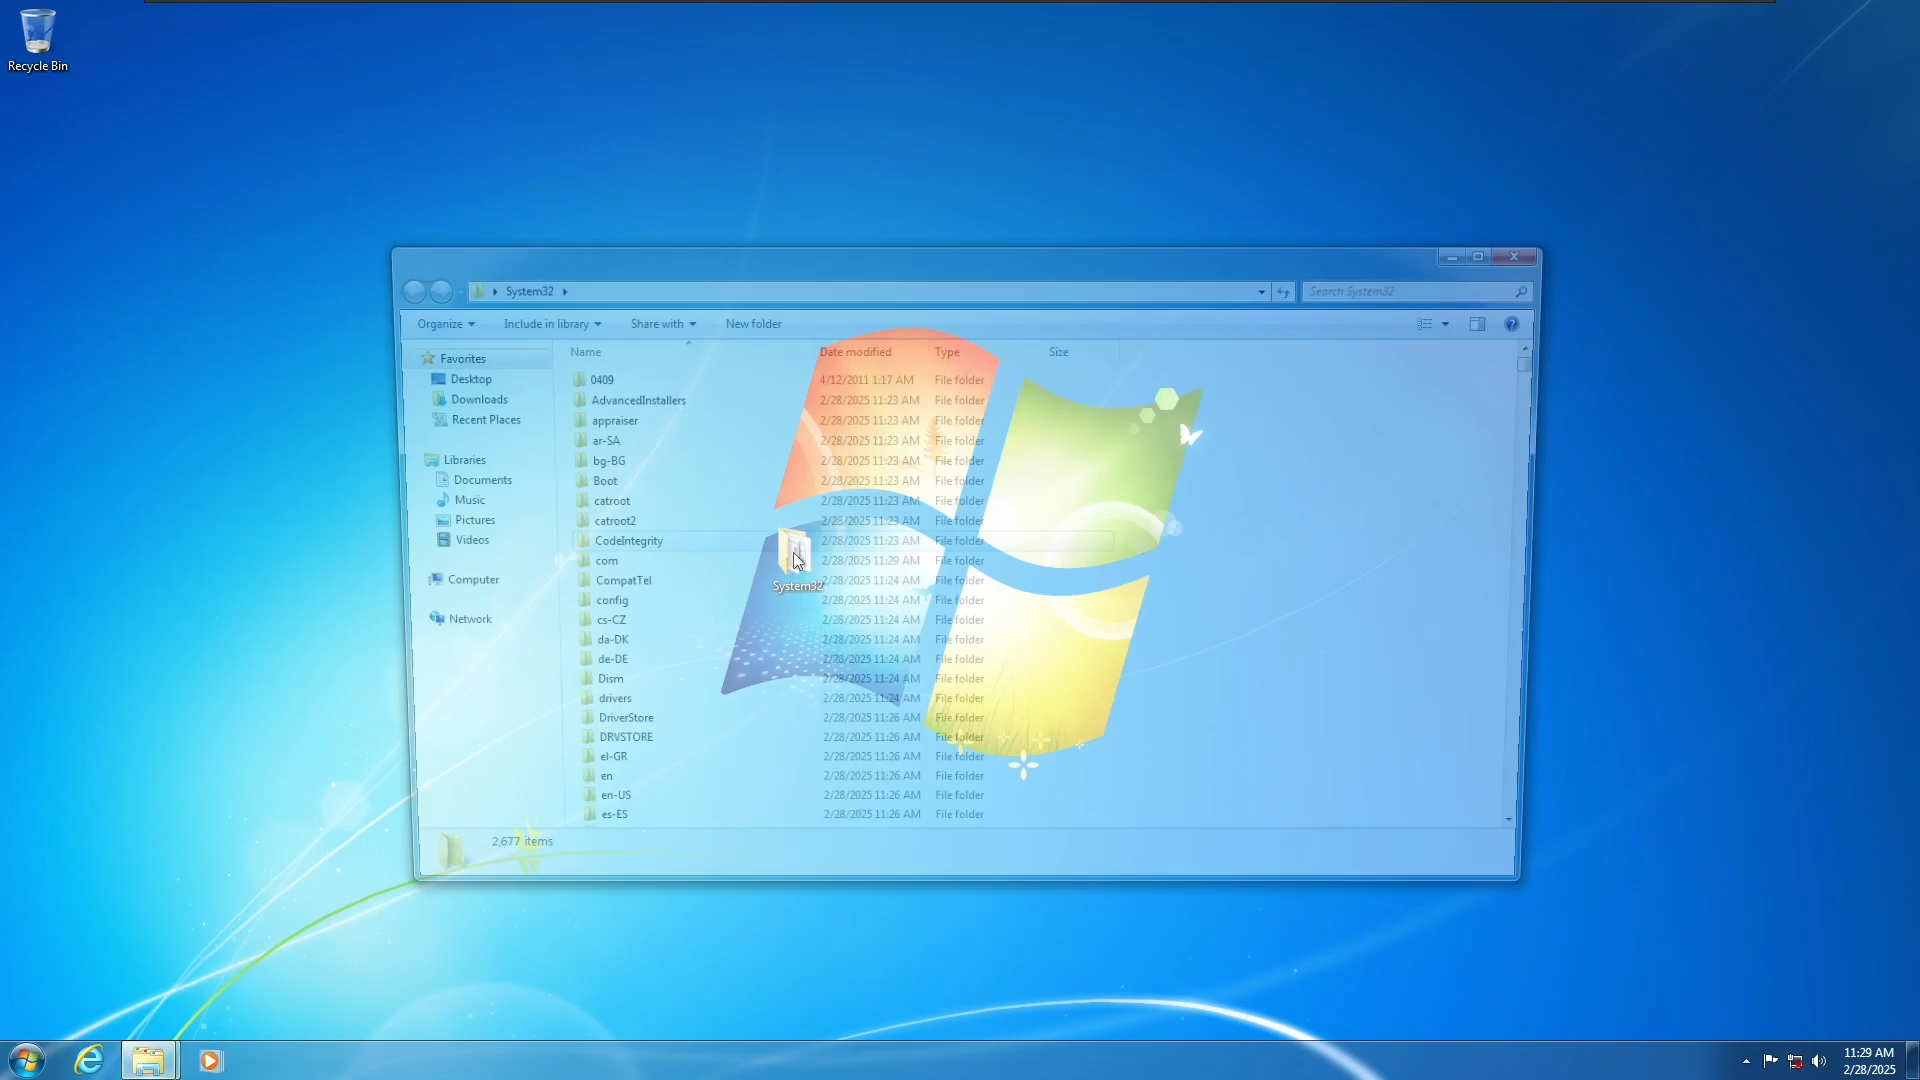 Recycle Bin
System32
Search System32
Organize
Include in library
Share with
New folder
Name
Date modified
Type
Size
Favorites
Desktop
Downloads
Recent Places
Libraries
Documents
Music
Pictures
Videos
Computer
Network
0409 4/12/2011 1:17 AM File folder
AdvancedInstallers 2/28/2025 11:23 AM File folder
appraiser 2/28/2025 11:23 AM File folder
ar-SA 2/28/2025 11:23 AM File folder
bg-BG 2/28/2025 11:23 AM File folder
Boot 2/28/2025 11:23 AM File folder
catroot 2/28/2025 11:23 AM File folder
catroot2 2/28/2025 11:23 AM File folder
CodeIntegrity 2/28/2025 11:23 AM File folder
com 2/28/2025 11:29 AM File folder
CompatTel 2/28/2025 11:24 AM File folder
config 2/28/2025 11:24 AM File folder
cs-CZ 2/28/2025 11:24 AM File folder
da-DK 2/28/2025 11:24 AM File folder
de-DE 2/28/2025 11:24 AM File folder
Dism 2/28/2025 11:24 AM File folder
drivers 2/28/2025 11:24 AM File folder
DriverStore 2/28/2025 11:26 AM File folder
DRVSTORE 2/28/2025 11:26 AM File folder
el-GR 2/28/2025 11:26 AM File folder
en 2/28/2025 11:26 AM File folder
en-US 2/28/2025 11:26 AM File folder
es-ES 2/28/2025 11:26 AM File folder
System32
2,677 items
11:29 AM
2/28/2025